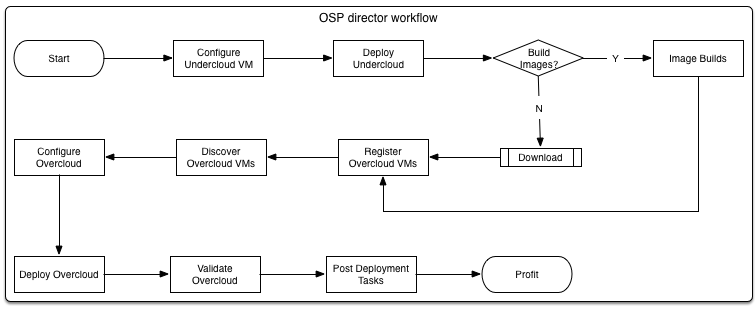 OSP director workflow
Start
Configure
Undercloud VM
Deploy
Undercloud
Build
Images?
Y
Image Builds
N
Configure
Overcloud
Discover
Overcloud VMs
Register
Overcloud VMs
Download
Deploy Overcloud
Validate
Overcloud
Post Deployment
Tasks
Profit